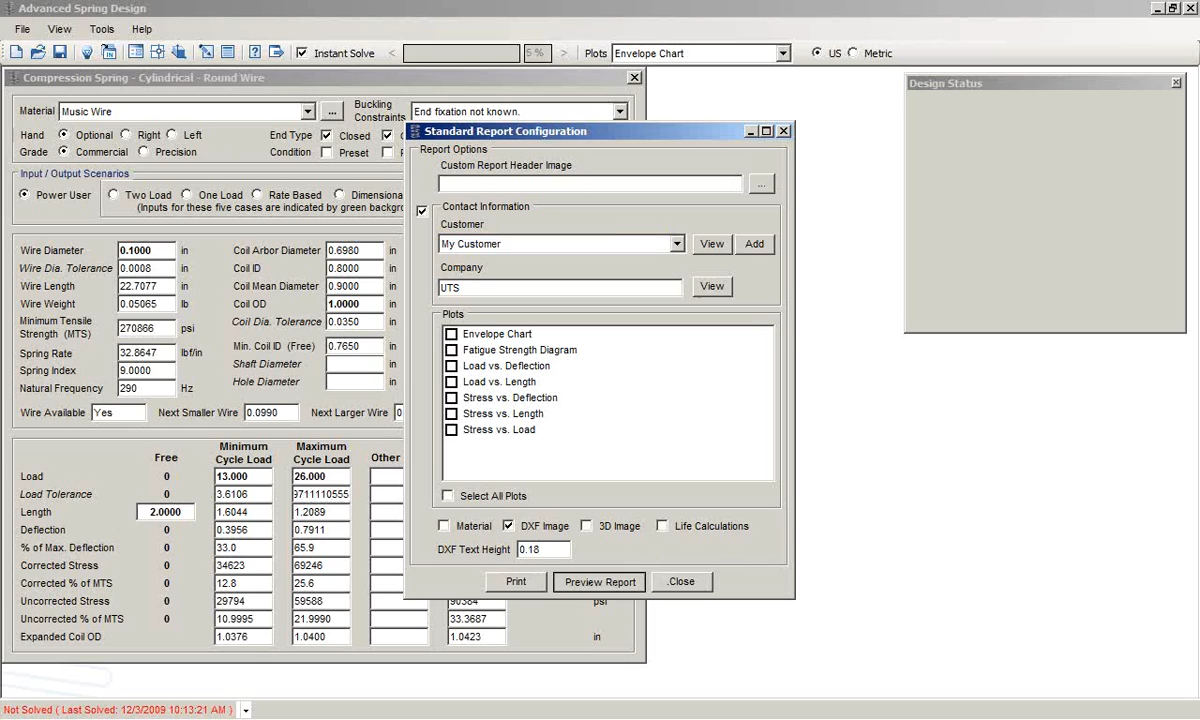 Advanced Spring Design
File View Tools Help
Instant Solve < 5 % > Plots Envelope Chart US Metric
Compression Spring - Cylindrical - Round Wire
Design Status
Material Music Wire ... Buckling Constraints End fixation not known.
Hand Optional Right Left End Type Closed
Grade Commercial Precision Condition Preset
Input / Output Scenarios
Power User Two Load One Load Rate Based Dimensiona
(Inputs for these five cases are indicated by green backgro
Wire Diameter 0.1000 in Coil Arbor Diameter 0.6980 in
Wire Dia. Tolerance 0.0008 in Coil ID 0.8000 in
Wire Length 22.7077 in Coil Mean Diameter 0.9000 in
Wire Weight 0.05065 lb Coil OD 1.0000 in
Minimum Tensile Strength (MTS) 270866 psi Coil Dia. Tolerance 0.0350 in
Spring Rate 32.8647 lbf/in Min. Coil ID (Free) 0.7650 in
Spring Index 9.0000 Shaft Diameter in
Natural Frequency 290 Hz Hole Diameter in
Wire Available Yes Next Smaller Wire 0.0990 Next Larger Wire 0
Free Minimum Cycle Load Maximum Cycle Load Other
Load 0 13.000 26.000
Load Tolerance 0 3.6106 9711110555
Length 2.0000 1.6044 1.2089
Deflection 0 0.3956 0.7911
% of Max. Deflection 0 33.0 65.9
Corrected Stress 0 34623 69246
Corrected % of MTS 0 12.8 25.6
Uncorrected Stress 0 29794 59588 90384 psi
Uncorrected % of MTS 0 10.9995 21.9990 33.3687
Expanded Coil OD 1.0376 1.0400 1.0423 in
Standard Report Configuration
Report Options
Custom Report Header Image
...
Contact Information
Customer
My Customer View Add
Company
UTS View
Plots
Envelope Chart
Fatigue Strength Diagram
Load vs. Deflection
Load vs. Length
Stress vs. Deflection
Stress vs. Length
Stress vs. Load
Select All Plots
Material DXF Image 3D Image Life Calculations
DXF Text Height 0.18
Print Preview Report .Close
Not Solved ( Last Solved: 12/3/2009 10:13:21 AM )